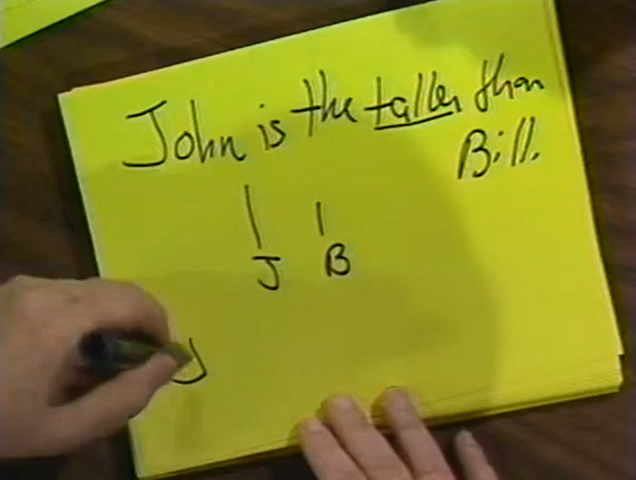 John is the taller than
Bill.
J B
J